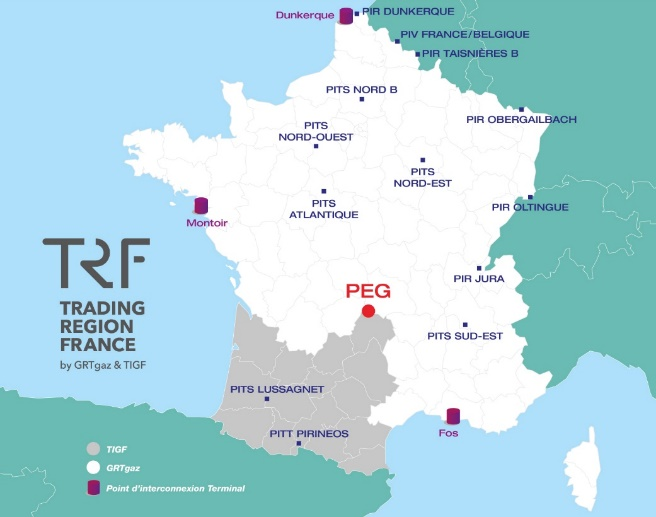 Dunkerque
PIR DUNKERQUE
PIV FRANCE/BELGIQUE
PIR TAISNIÈRES B
PITS NORD B
PIR OBERGAILBACH
PITS
NORD-OUEST
PITS
NORD-EST
PITS
ATLANTIQUE
PIR OLTINGUE
Montoir
TRF
TRADING
REGION
FRANCE
by GRTgaz & TIGF
PIR JURA
PEG
PITS SUD-EST
PITS LUSSAGNET
PITT PIRINEOS
Fos
TIGF
GRTgaz
Point d'interconnexion Terminal